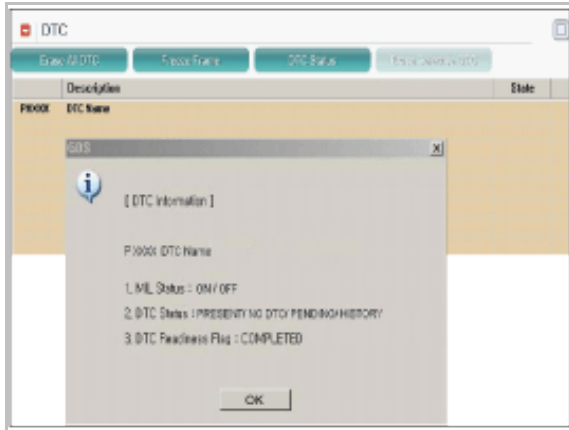 DTC
Erase All DTC Freeze Frame DTC Status
Description State
PXXXX DTC Name
GDS
[ DTC Information ]
PXXXX DTC Name
1. MIL Status : ON / OFF
2. DTC Status : PRESENT/ NO DTC/ PENDING/ HISTORY
3. DTC Readiness Flag : COMPLETED
OK